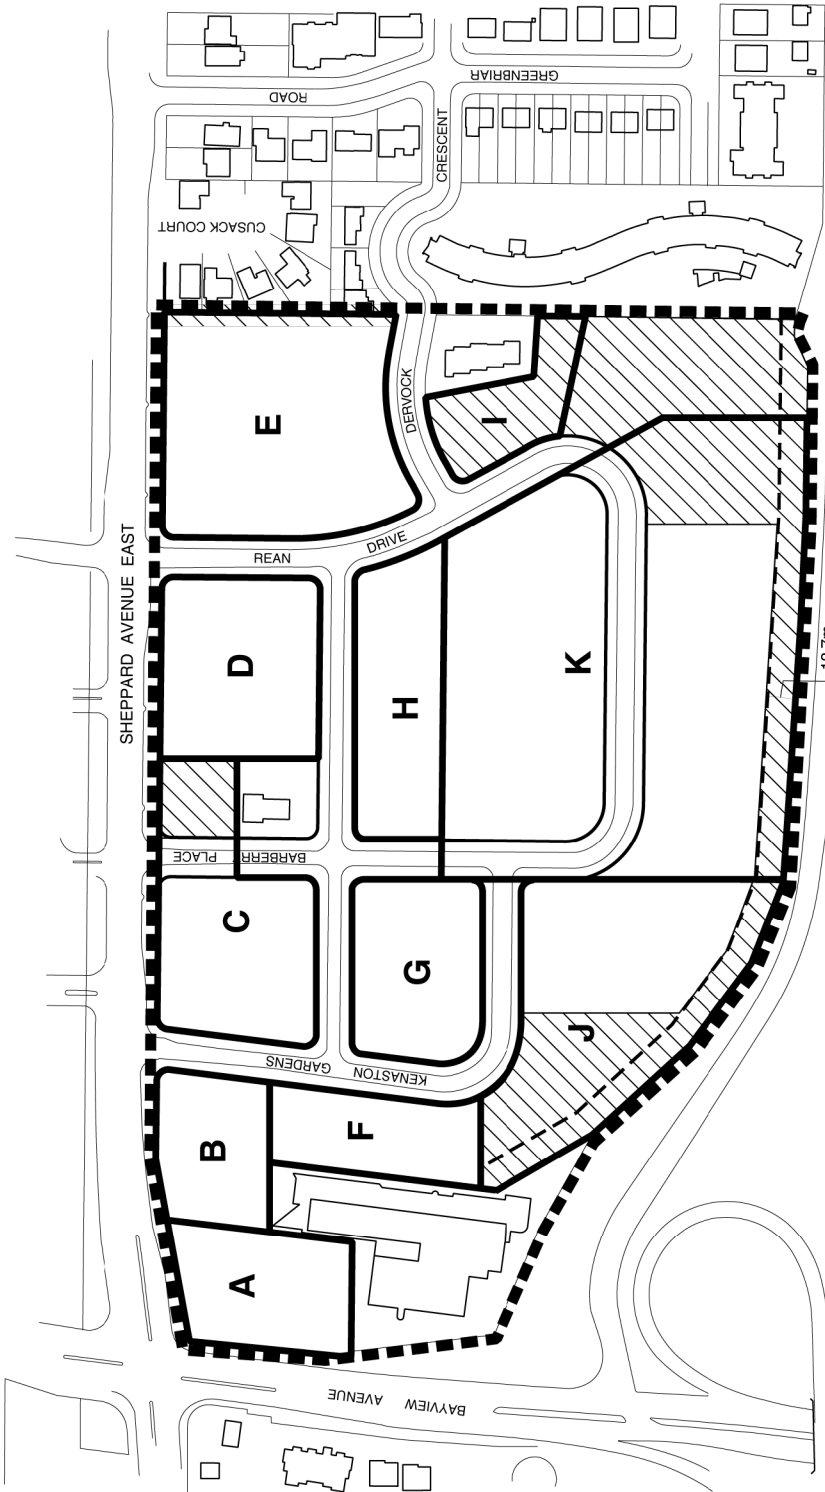 ROAD
GREENBRIAR
CRESCENT
CUSACK COURT
DERVOCK
E
I
SHEPPARD AVENUE EAST
REAN
DRIVE
D
H
K
BARBERRY PLACE
C
G
J
KENASTON
GARDENS
B
F
A
BAYVIEW AVENUE